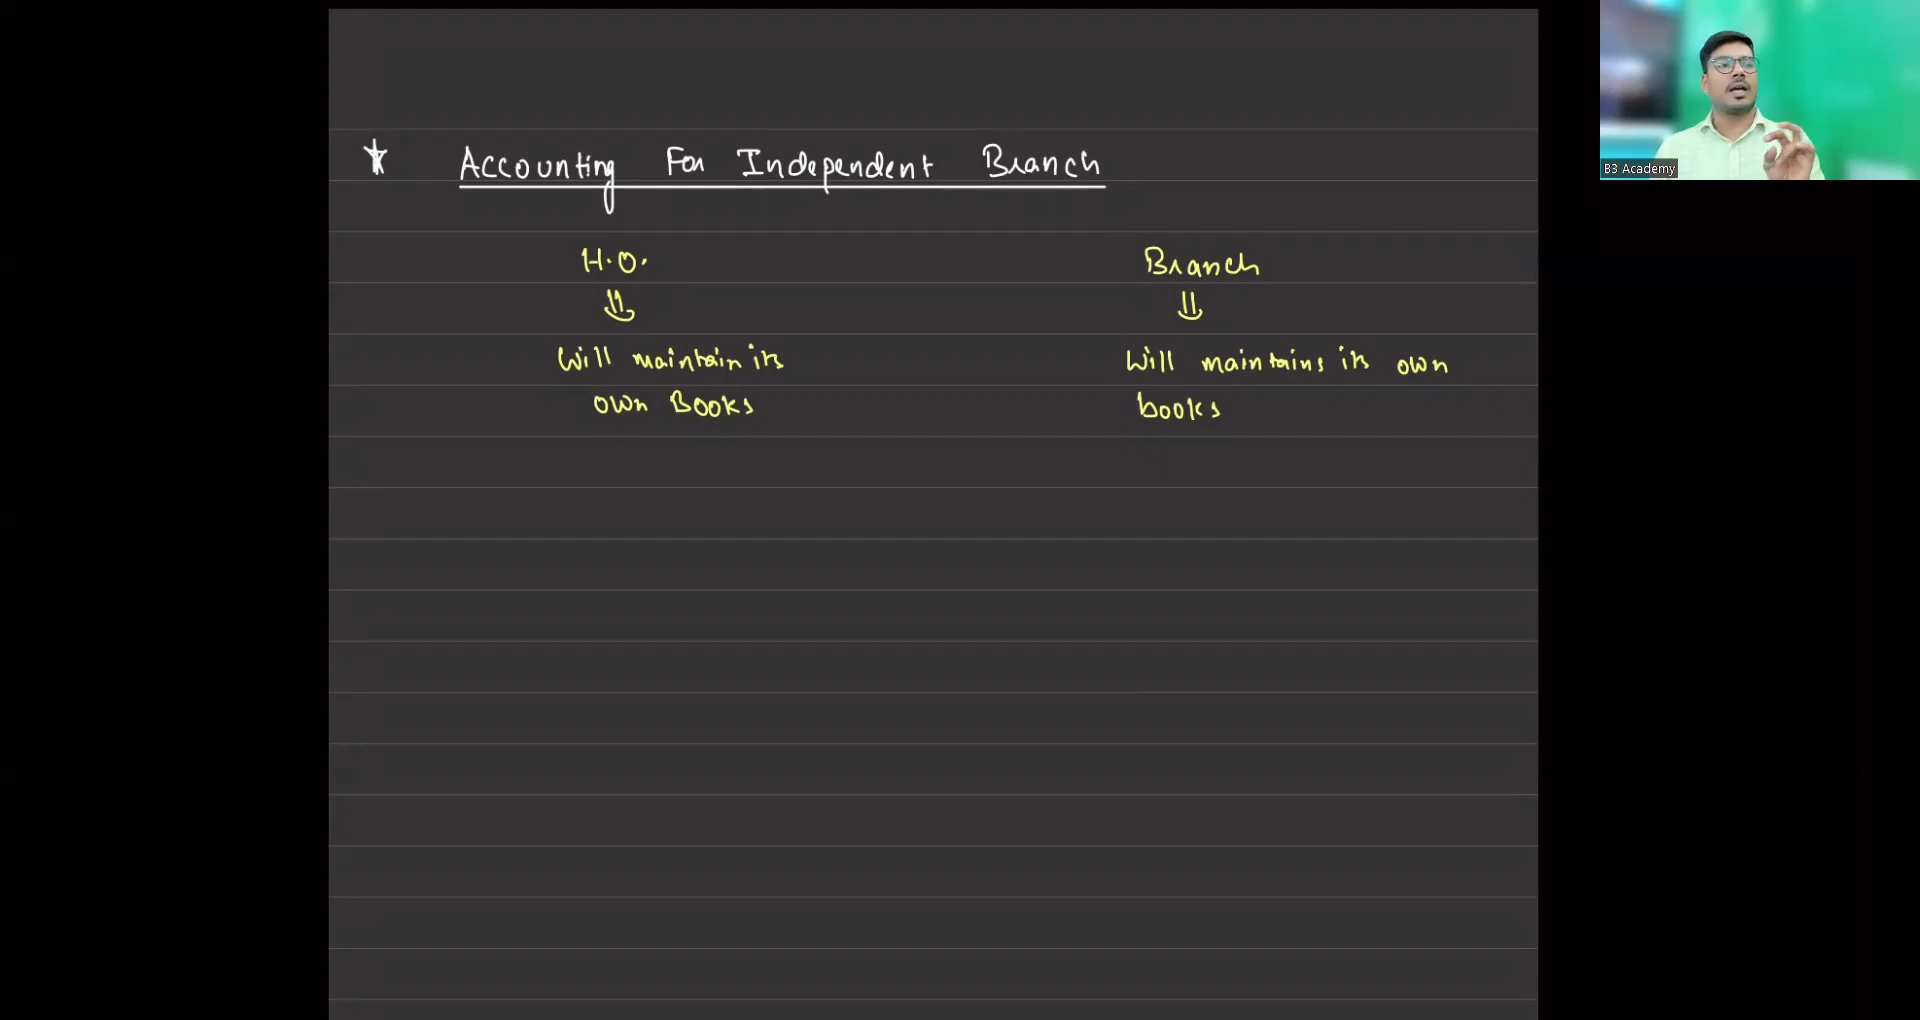 * Accounting For Independent Branch
H.O.
Branch
Will maintain its
own Books
Will maintains its own
books
B3 Academy